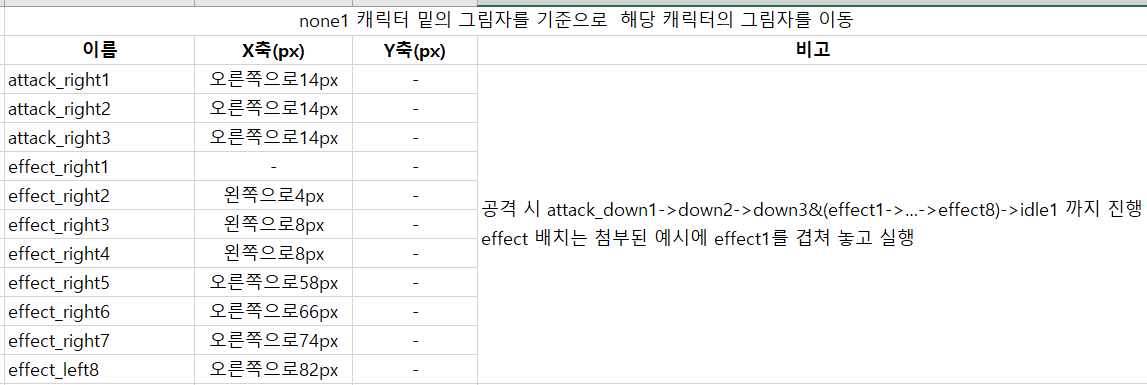 none1 캐릭터 밑의 그림자를 기준으로 해당 캐릭터의 그림자를 이동
이름 X축(px) Y축(px) 비고
attack_right1 오른쪽으로14px -
attack_right2 오른쪽으로14px -
attack_right3 오른쪽으로14px -
effect_right1 - -
effect_right2 왼쪽으로4px -
effect_right3 왼쪽으로8px -
effect_right4 왼쪽으로8px -
effect_right5 오른쪽으로58px -
effect_right6 오른쪽으로66px -
effect_right7 오른쪽으로74px -
effect_left8 오른쪽으로82px -
공격 시 attack_down1->down2->down3&(effect1->...->effect8)->idle1 까지 진행
effect 배치는 첨부된 예시에 effect1를 겹쳐 놓고 실행